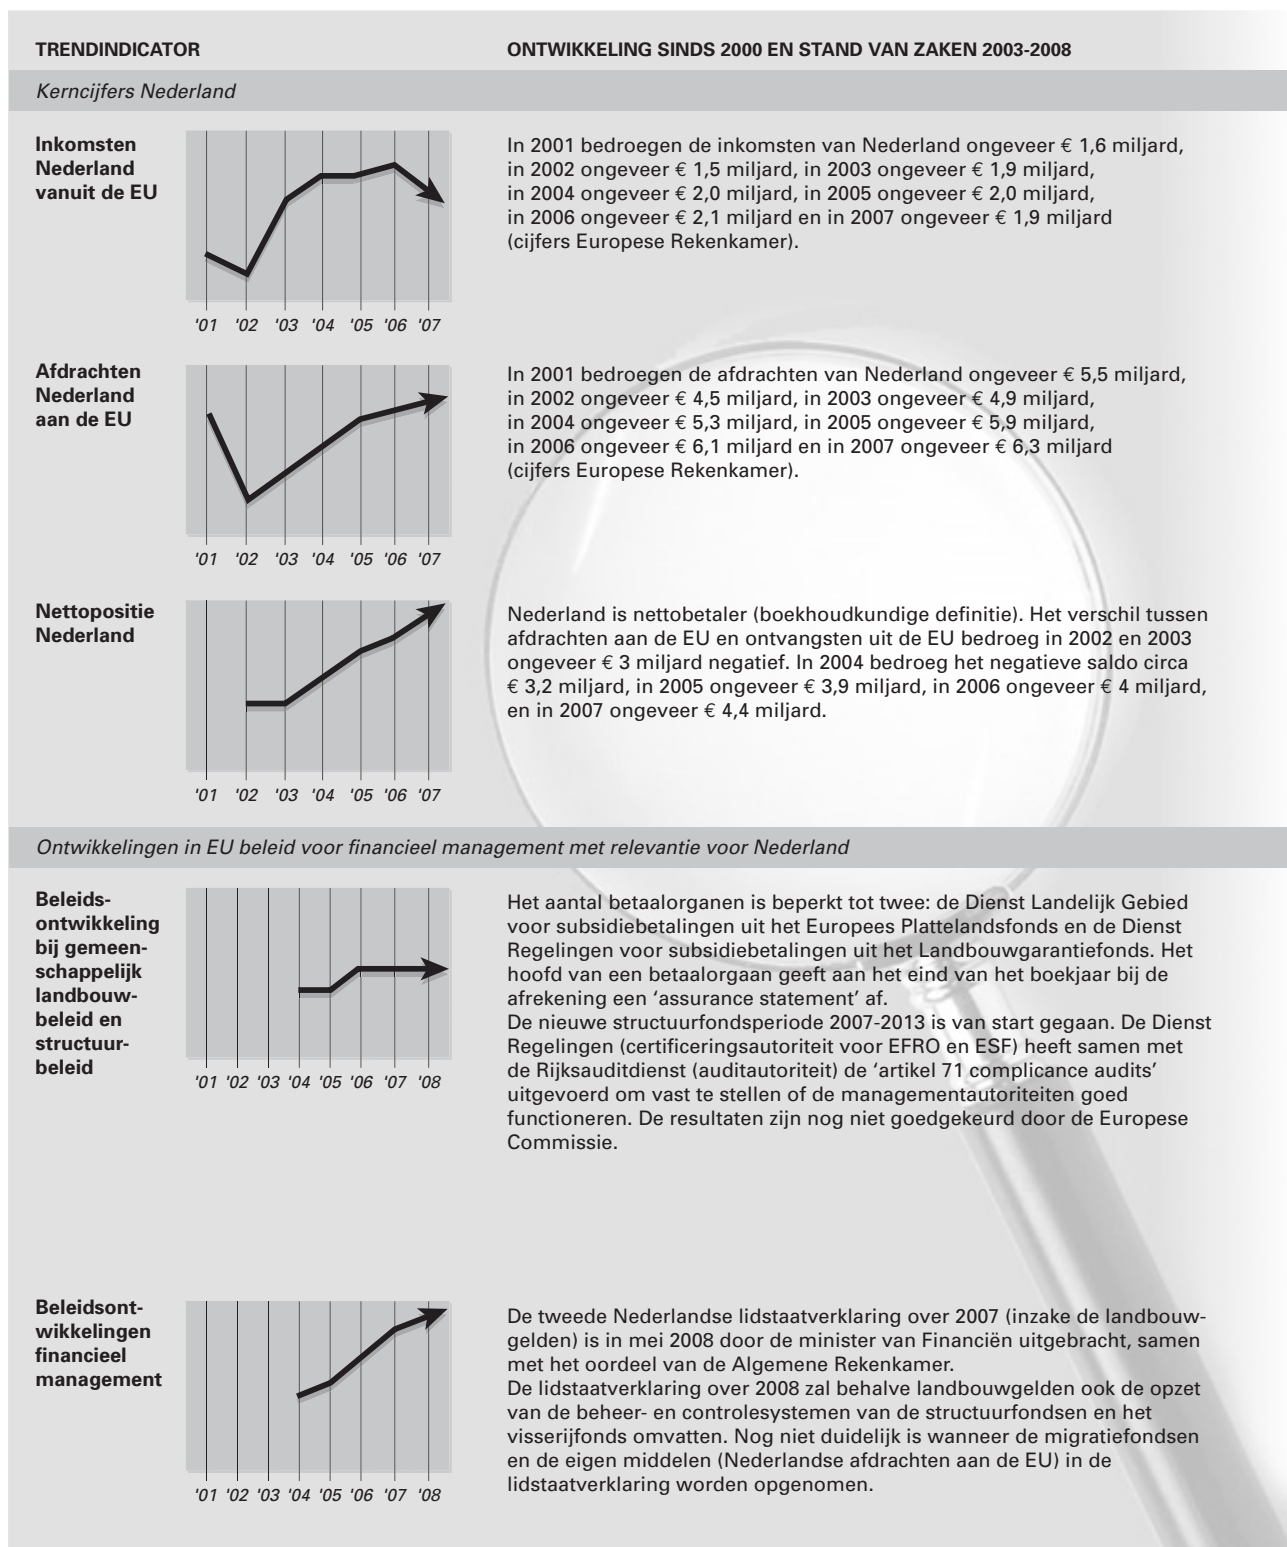 TRENDINDICATOR
ONTWIKKELING SINDS 2000 EN STAND VAN ZAKEN 2003-2008
Kerncijfers Nederland
Inkomsten
Nederland
vanuit de EU
'01 '02 '03 '04 '05 '06 '07
In 2001 bedroegen de inkomsten van Nederland ongeveer € 1,6 miljard,
in 2002 ongeveer € 1,5 miljard, in 2003 ongeveer € 1,9 miljard,
in 2004 ongeveer € 2,0 miljard, in 2005 ongeveer € 2,0 miljard,
in 2006 ongeveer € 2,1 miljard en in 2007 ongeveer € 1,9 miljard
(cijfers Europese Rekenkamer).
Afdrachten
Nederland
aan de EU
'01 '02 '03 '04 '05 '06 '07
In 2001 bedroegen de afdrachten van Nederland ongeveer € 5,5 miljard,
in 2002 ongeveer € 4,5 miljard, in 2003 ongeveer € 4,9 miljard,
in 2004 ongeveer € 5,3 miljard, in 2005 ongeveer € 5,9 miljard,
in 2006 ongeveer € 6,1 miljard en in 2007 ongeveer € 6,3 miljard
(cijfers Europese Rekenkamer).
Nettopositie
Nederland
'01 '02 '03 '04 '05 '06 '07
Nederland is nettobetaler (boekhoudkundige definitie). Het verschil tussen
afdrachten aan de EU en ontvangsten uit de EU bedroeg in 2002 en 2003
ongeveer € 3 miljard negatief. In 2004 bedroeg het negatieve saldo circa
€ 3,2 miljard, in 2005 ongeveer € 3,9 miljard, in 2006 ongeveer € 4 miljard,
en in 2007 ongeveer € 4,4 miljard.
Ontwikkelingen in EU beleid voor financieel management met relevantie voor Nederland
Beleids-
ontwikkeling
bij gemeen-
schappelijk
landbouw-
beleid en
structuur-
beleid
'01 '02 '03 '04 '05 '06 '07 '08
Het aantal betaalorganen is beperkt tot twee: de Dienst Landelijk Gebied
voor subsidiebetalingen uit het Europees Plattelandsfonds en de Dienst
Regelingen voor subsidiebetalingen uit het Landbouwgarantiefonds. Het
hoofd van een betaalorgaan geeft aan het eind van het boekjaar bij de
afrekening een ‘assurance statement’ af.
De nieuwe structuurfondsperiode 2007-2013 is van start gegaan. De Dienst
Regelingen (certificeringsautoriteit voor EFRO en ESF) heeft samen met
de Rijksauditdienst (auditautoriteit) de ‘artikel 71 complicance audits’
uitgevoerd om vast te stellen of de managementautoriteiten goed
functioneren. De resultaten zijn nog niet goedgekeurd door de Europese
Commissie.
Beleidsont-
wikkelingen
financieel
management
'01 '02 '03 '04 '05 '06 '07 '08
De tweede Nederlandse lidstaatverklaring over 2007 (inzake de landbouw-
gelden) is in mei 2008 door de minister van Financiën uitgebracht, samen
met het oordeel van de Algemene Rekenkamer.
De lidstaatverklaring over 2008 zal behalve landbouwgelden ook de opzet
van de beheer- en controlesystemen van de structuurfondsen en het
visserijfonds omvatten. Nog niet duidelijk is wanneer de migratiefondsen
en de eigen middelen (Nederlandse afdrachten aan de EU) in de
lidstaatverklaring worden opgenomen.